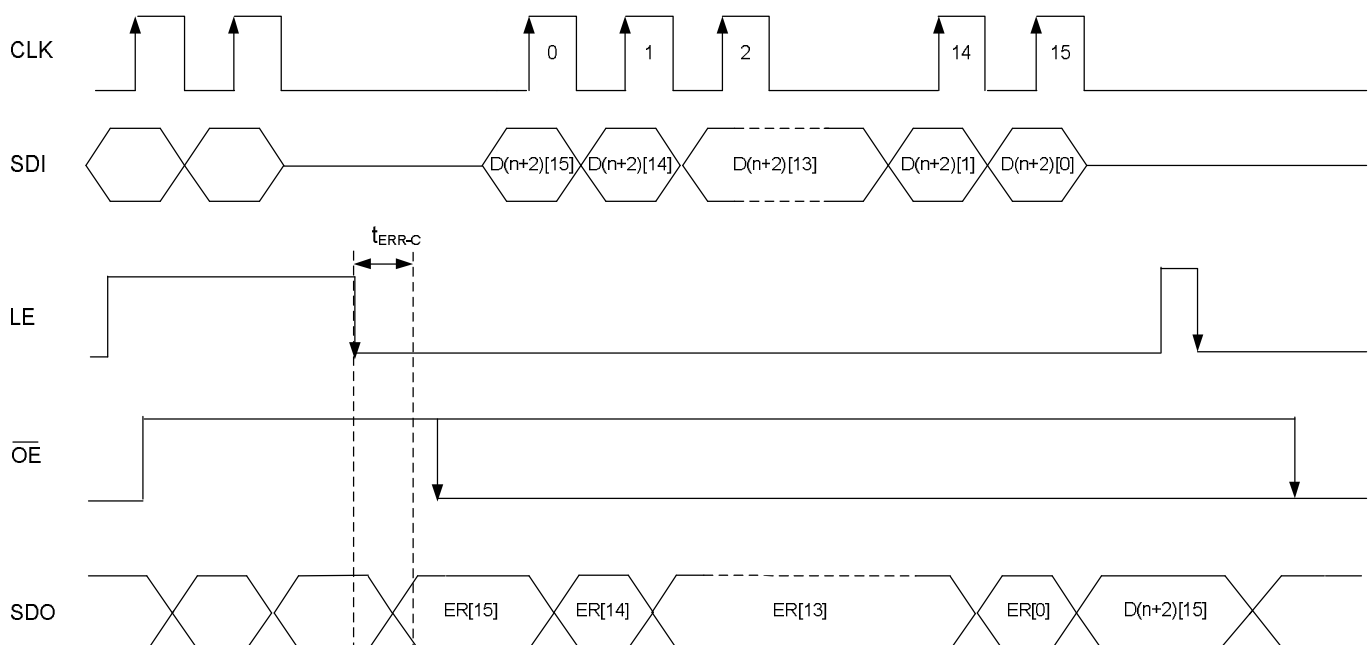 CLK
0
1
2
14
15
SDI
D(n+2)[15]
D(n+2)[14]
D(n+2)[13]
D(n+2)[1]
D(n+2)[0]
tERR-C
LE
OE
SDO
ER[15]
ER[14]
ER[13]
ER[0]
D(n+2)[15]